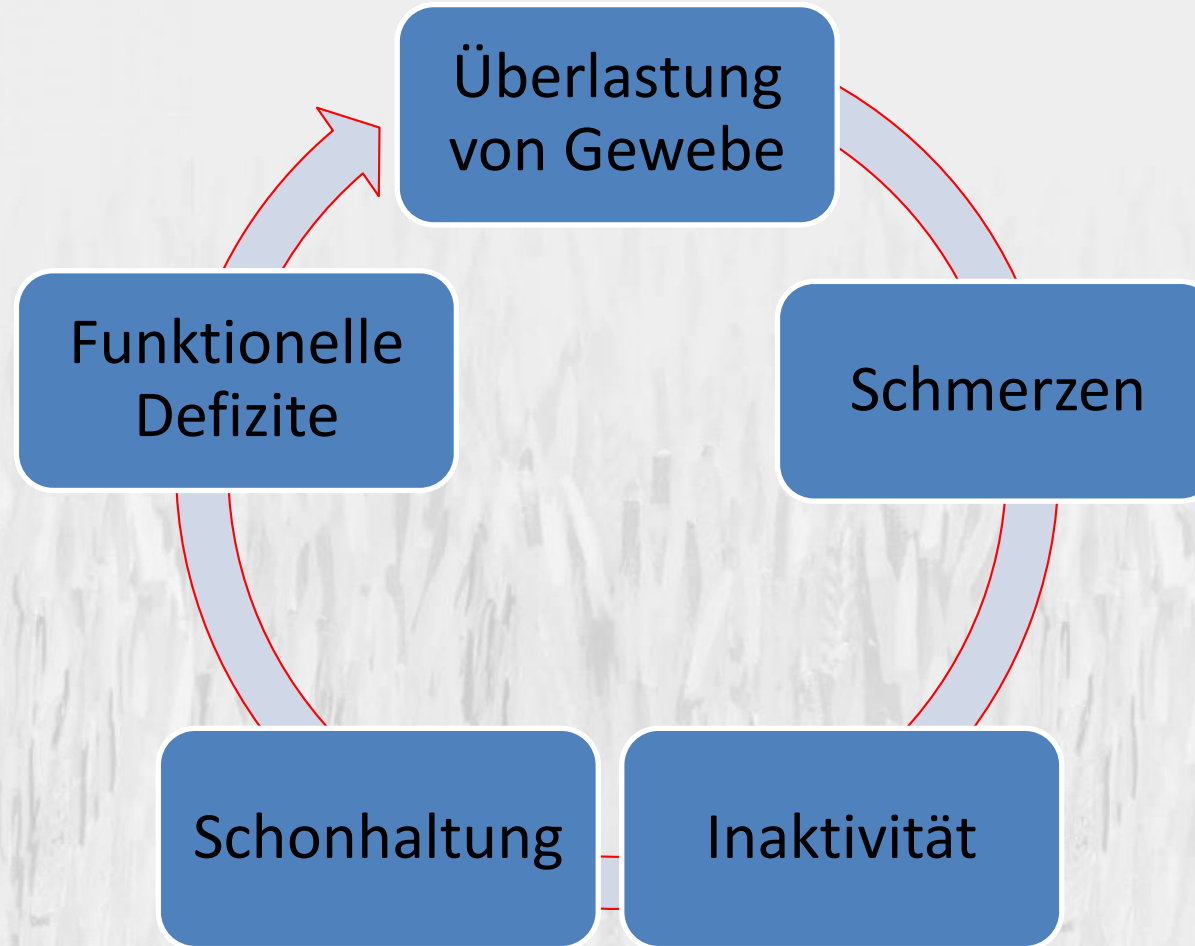 Überlastung
von Gewebe
Schmerzen
Inaktivität
Schonhaltung
Funktionelle
Defizite